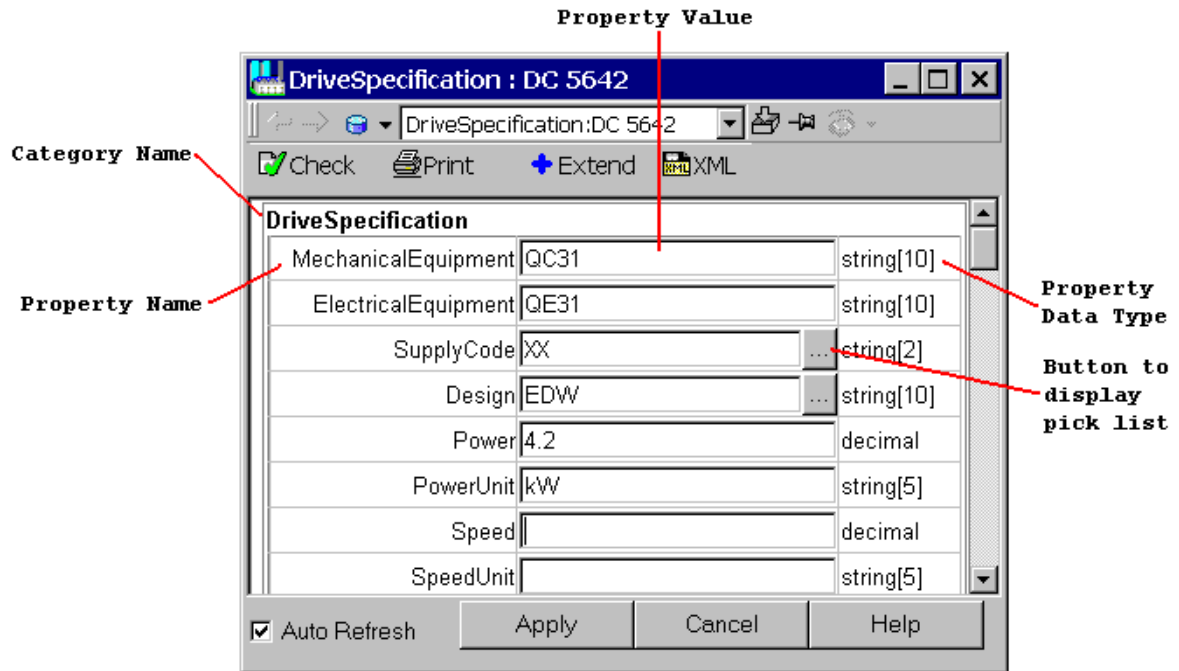 Property Value
DriveSpecification : DC 5642
DriveSpecification:DC 5642
Category Name
Check Print Extend XML XML
DriveSpecification
MechanicalEquipment QC31 string[10]
Property Name
ElectricalEquipment QE31 string[10]
Property
Data Type
SupplyCode XX ... string[2]
Button to
display
pick list
Design EDW ... string[10]
Power 4.2 decimal
PowerUnit kW string[5]
Speed decimal
SpeedUnit string[5]
Auto Refresh Apply Cancel Help